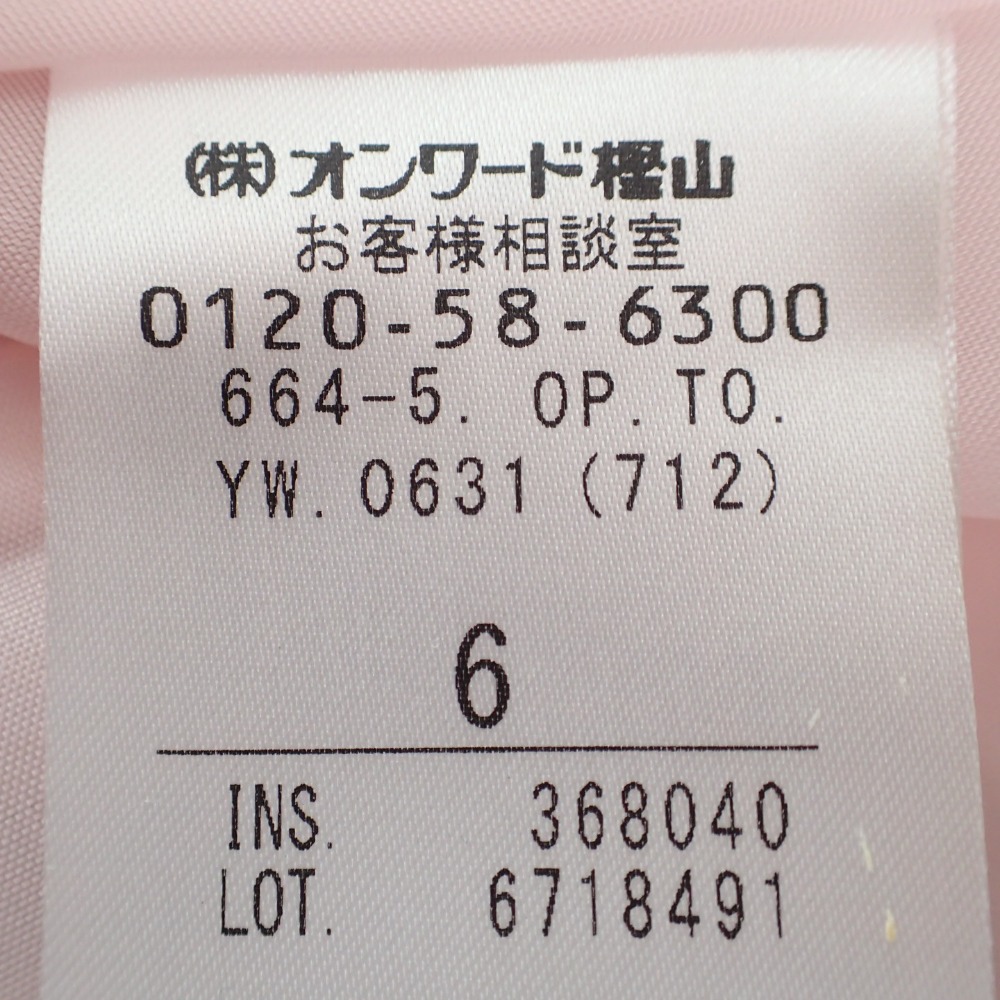 (株)オンワード樫山
お客様相談室
0120-58-6300
664-5. OP. TO.
YW. 0631 (712)
6
INS. 368040
LOT. 6718491